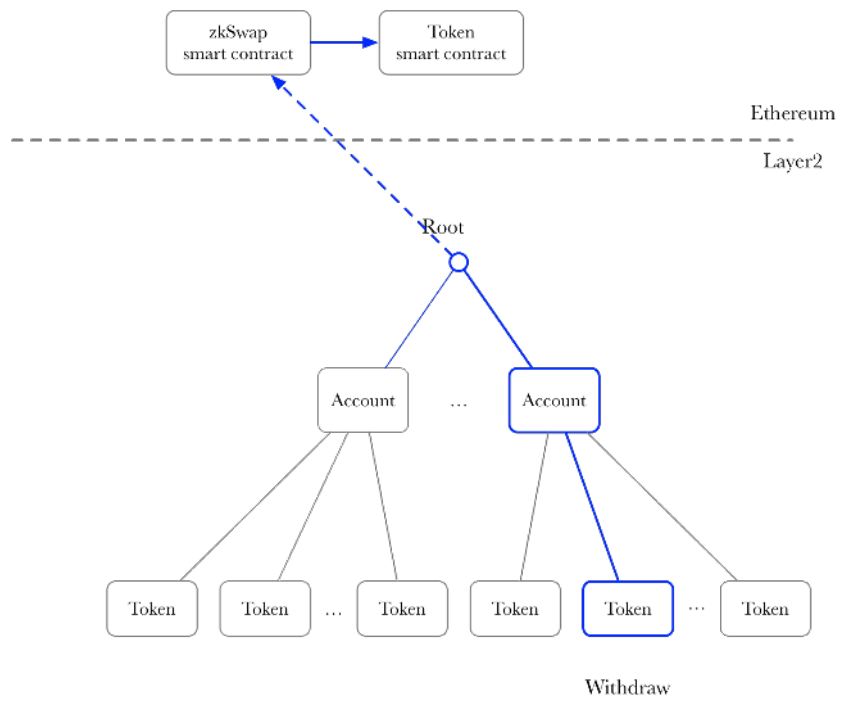 zkSwap
smart contract
Token
smart contract
Ethereum
Layer2
Root
Account
...
Account
Token
Token
...
Token
Token
Token
...
Token
Withdraw